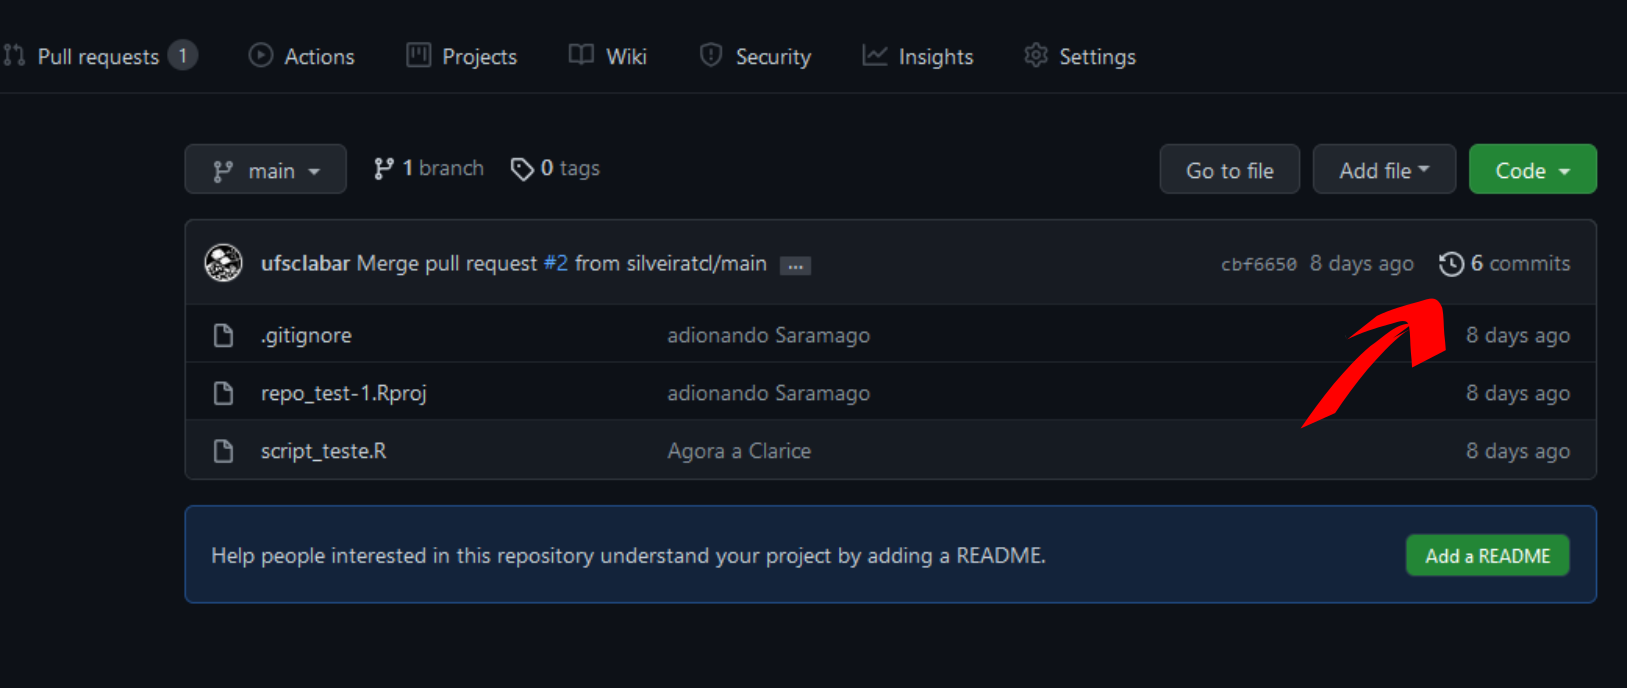 Pull requests 1 Actions Projects Wiki Security Insights Settings
main 1 branch 0 tags Go to file Add file Code
ufsclabar Merge pull request #2 from silveiratcl/main ... cbf6650 8 days ago 6 commits
.gitignore adionando Saramago 8 days ago
repo_test-1.Rproj adionando Saramago 8 days ago
script_teste.R Agora a Clarice 8 days ago
Help people interested in this repository understand your project by adding a README. Add a README